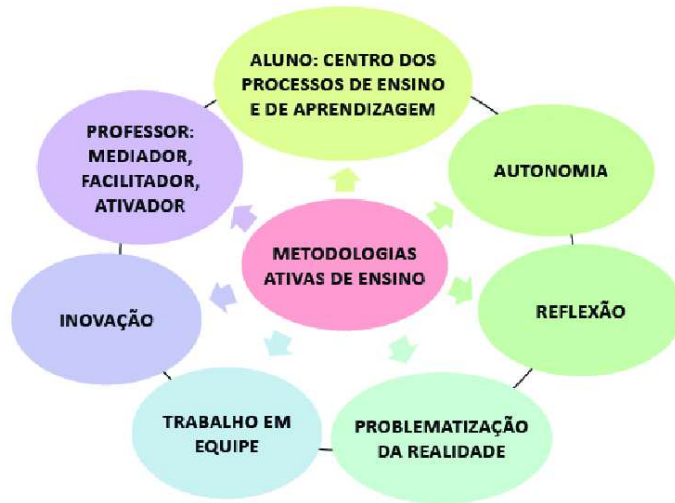 ALUNO: CENTRO DOS
PROCESSOS DE ENSINO
E DE APRENDIZAGEM
PROFESSOR:
MEDIADOR,
FACILITADOR,
ATIVADOR
AUTONOMIA
METODOLOGIAS
ATIVAS DE ENSINO
INOVAÇÃO
REFLEXÃO
TRABALHO EM
EQUIPE
PROBLEMATIZAÇÃO
DA REALIDADE